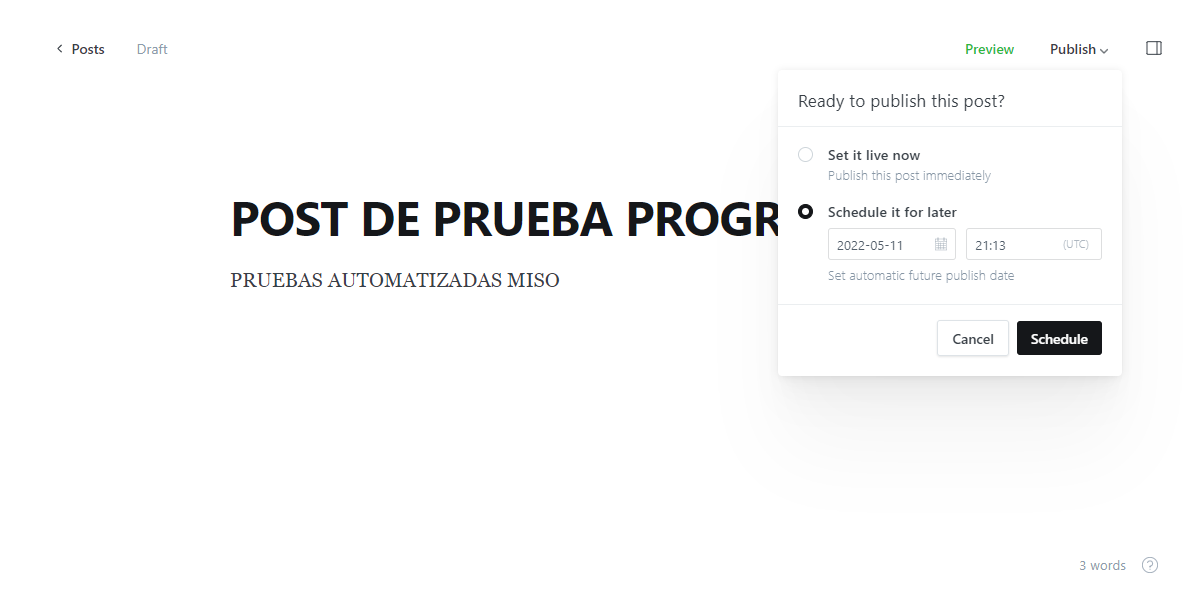 Posts Draft Preview Publish
Ready to publish this post?
Set it live now
Publish this post immediately
Schedule it for later
2022-05-11 21:13 (UTC)
Set automatic future publish date
Cancel Schedule
POST DE PRUEBA PROGR
PRUEBAS AUTOMATIZADAS MISO
3 words